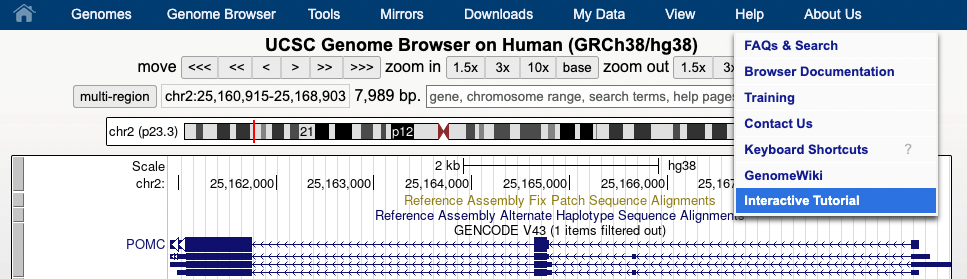 Genomes Genome Browser Tools Mirrors Downloads My Data View Help About Us
UCSC Genome Browser on Human (GRCh38/hg38)
move <<< << < > >> >>> zoom in 1.5x 3x 10x base zoom out 1.5x
multi-region chr2:25,160,915-25,168,903 7,989 bp. gene, chromosome range, search terms, help pages
FAQs & Search
Browser Documentation
Training
Contact Us
Keyboard Shortcuts ?
GenomeWiki
Interactive Tutorial
chr2 (p23.3) 21 p12
Scale 2 kb hg38
chr2: 25,162,000 25,163,000 25,164,000 25,165,000 25,166,000
Reference Assembly Fix Patch Sequence Alignments
Reference Assembly Alternate Haplotype Sequence Alignments
GENCODE V43 (1 items filtered out)
POMC